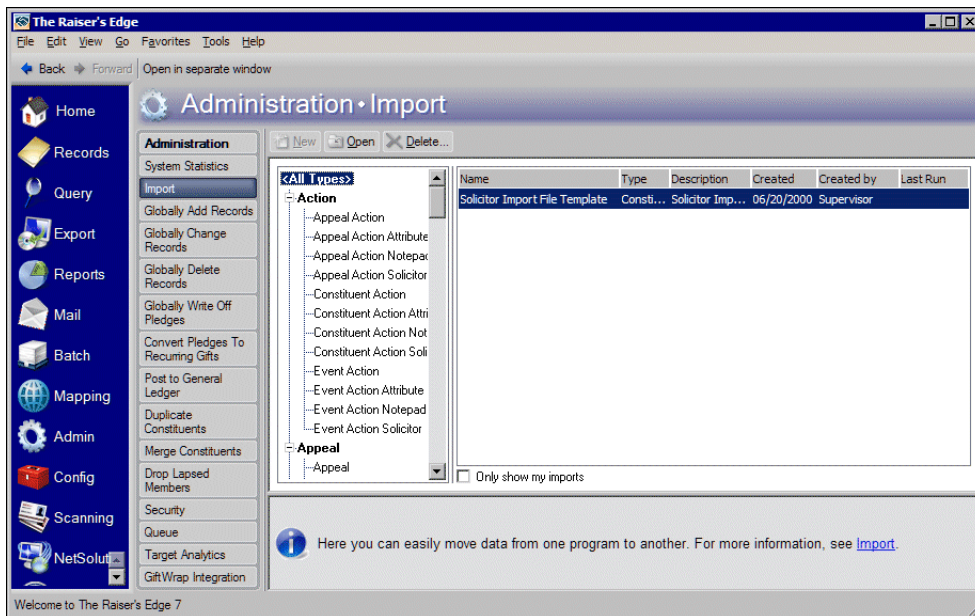 The Raiser's Edge
File Edit View Go Favorites Tools Help
Back Forward Open in separate window
Home
Records
Query
Export
Reports
Mail
Batch
Mapping
Admin
Config
Scanning
NetSoluti
Administration • Import
Administration
System Statistics
Import
Globally Add Records
Globally Change
Records
Globally Delete
Records
Globally Write Off
Pledges
Convert Pledges To
Recurring Gifts
Post to General
Ledger
Duplicate
Constituents
Merge Constituents
Drop Lapsed
Members
Security
Queue
Target Analytics
GiftWrap Integration
New Open Delete...
<All Types>
Action
Appeal Action
Appeal Action Attribute
Appeal Action Notepad
Appeal Action Solicitor
Constituent Action
Constituent Action Attri
Constituent Action Not
Constituent Action Soli
Event Action
Event Action Attribute
Event Action Notepad
Event Action Solicitor
Appeal
Appeal
Name Type Description Created Created by Last Run
Solicitor Import File Template Consti... Solicitor Imp... 06/20/2000 Supervisor
Only show my imports
Here you can easily move data from one program to another. For more information, see Import.
Welcome to The Raiser's Edge 7